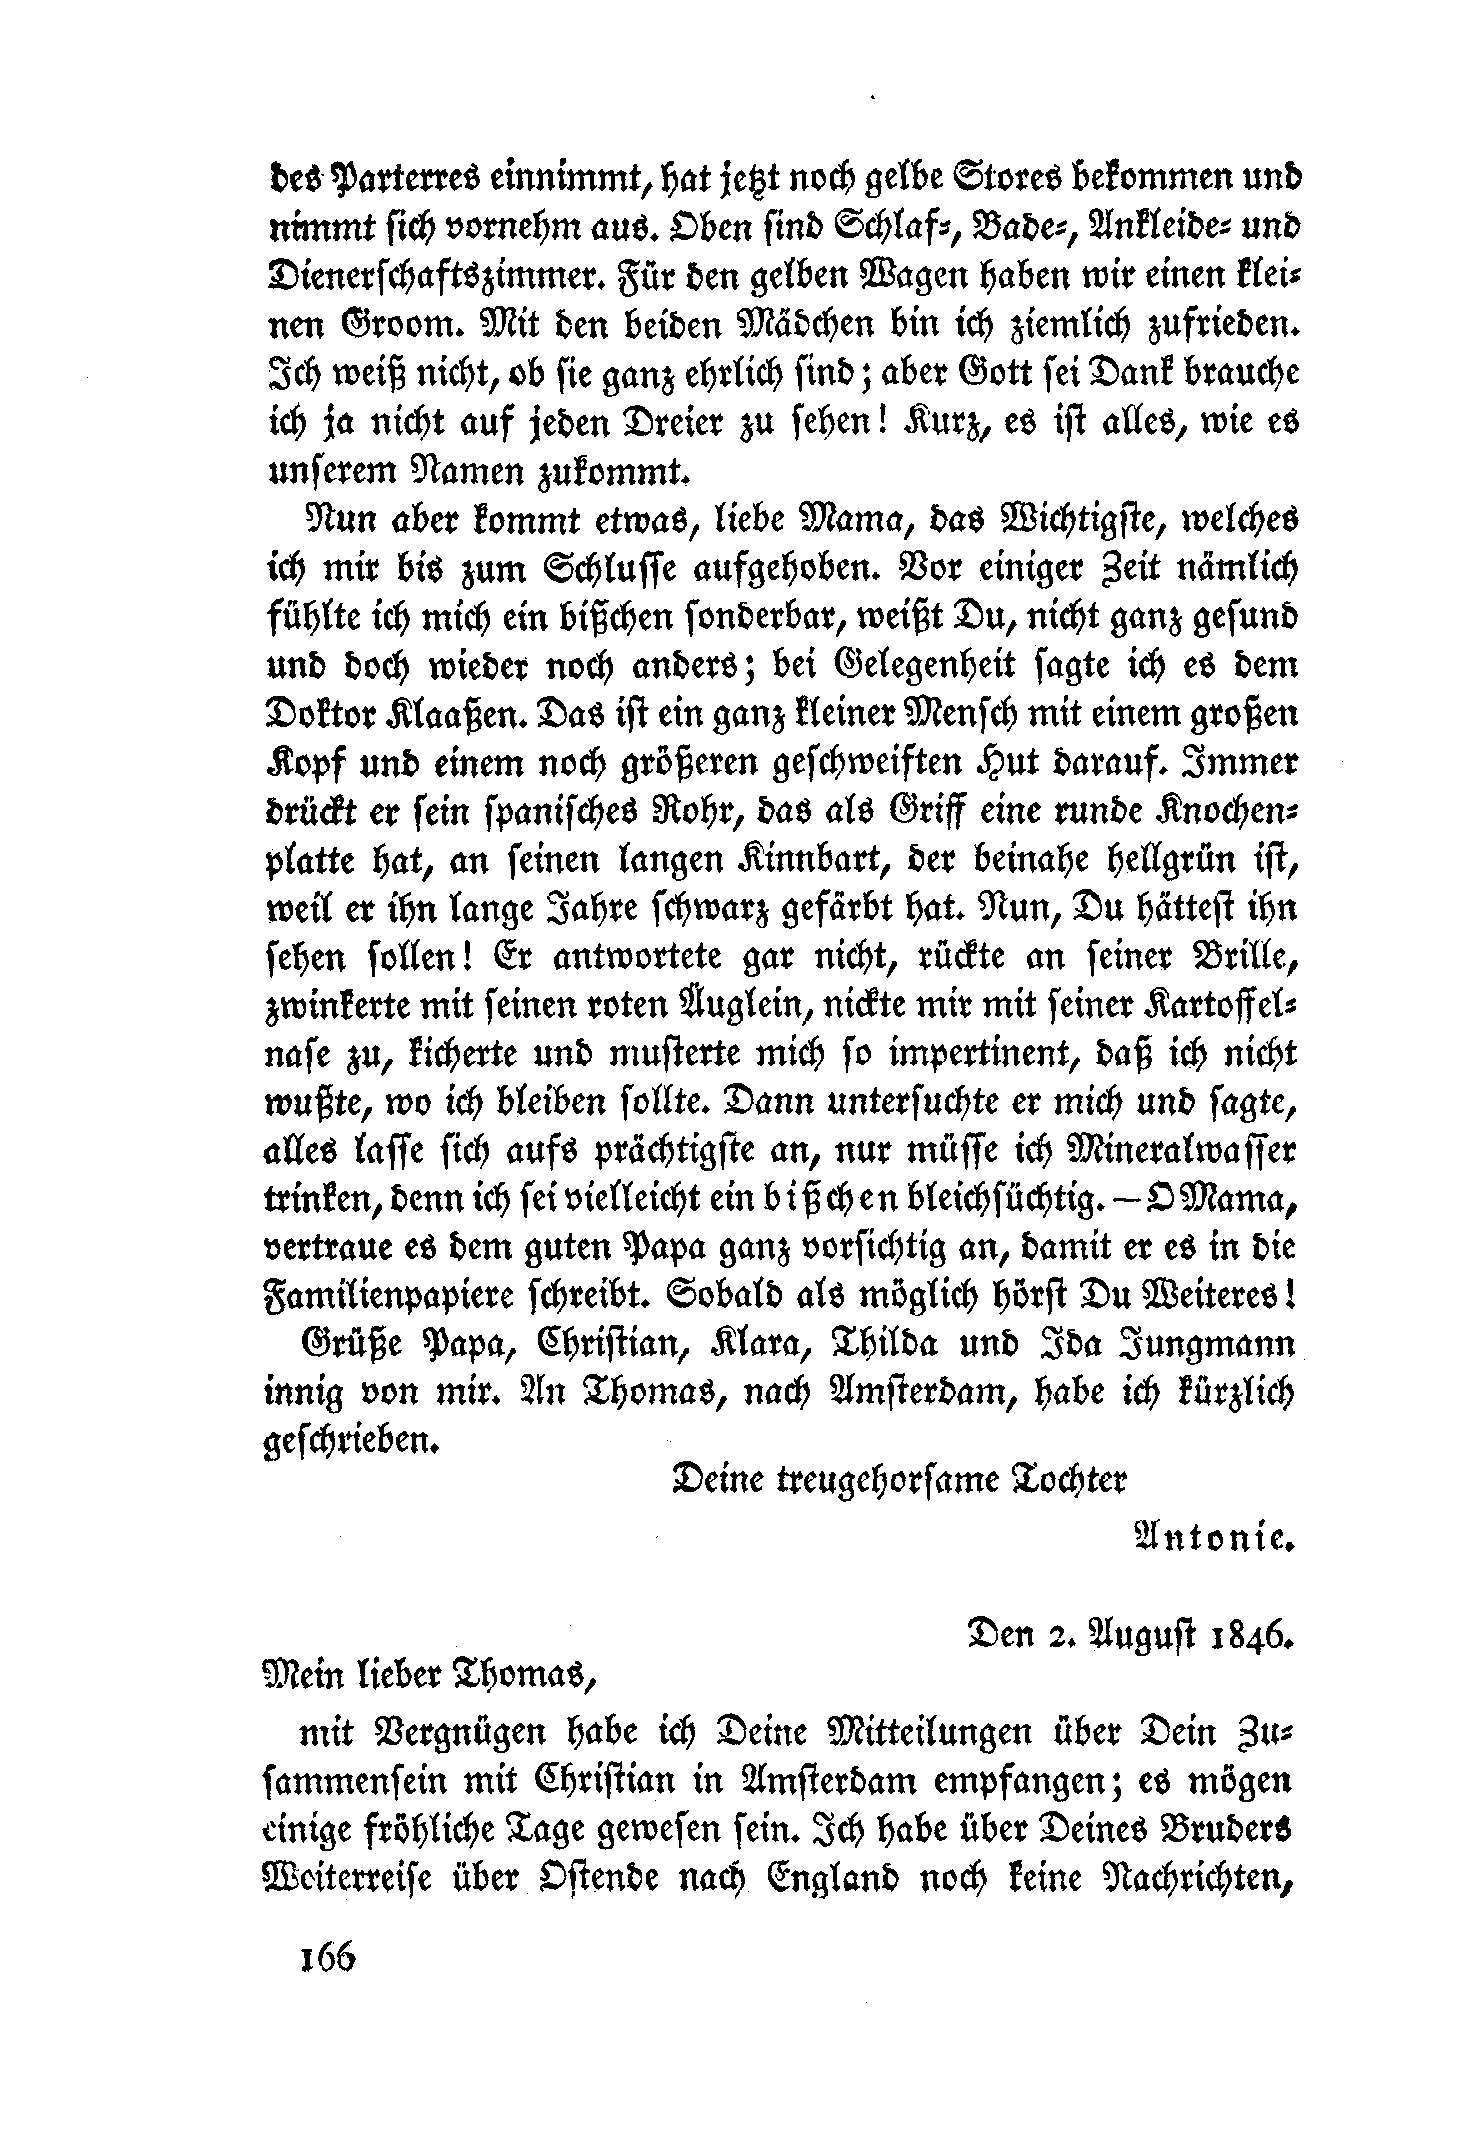 des Parterres einnimmt, hat jetzt noch gelbe Stores bekommen und
nimmt sich vornehm aus. Oben sind Schlaf-, Bade-, Ankleide- und
Dienerschaftszimmer. Für den gelben Wagen haben wir einen klei-
nen Groom. Mit den beiden Mädchen bin ich ziemlich zufrieden.
Ich weiß nicht, ob sie ganz ehrlich sind; aber Gott sei Dank brauche
ich ja nicht auf jeden Dreier zu sehen! Kurz, es ist alles, wie es
unserem Namen zukommt.
Nun aber kommt etwas, liebe Mama, das Wichtigste, welches
ich mir bis zum Schlusse aufgehoben. Vor einiger Zeit nämlich
fühlte ich mich ein bißchen sonderbar, weißt Du, nicht ganz gesund
und doch wieder noch anders; bei Gelegenheit sagte ich es dem
Doktor Klaaßen. Das ist ein ganz kleiner Mensch mit einem großen
Kopf und einem noch größeren geschweiften Hut darauf. Immer
drückt er sein spanisches Rohr, das als Griff eine runde Knochen-
platte hat, an seinen langen Kinnbart, der beinahe hellgrün ist,
weil er ihn lange Jahre schwarz gefärbt hat. Nun, Du hättest ihn
sehen sollen! Er antwortete gar nicht, rückte an seiner Brille,
zwinkerte mit seinen roten Äuglein, nickte mir mit seiner Kartoffel-
nase zu, kicherte und musterte mich so impertinent, daß ich nicht
wußte, wo ich bleiben sollte. Dann untersuchte er mich und sagte,
alles lasse sich aufs prächtigste an, nur müsse ich Mineralwasser
trinken, denn ich sei vielleicht ein bißchen bleichsüchtig. — O Mama,
vertraue es dem guten Papa ganz vorsichtig an, damit er es in die
Familienpapiere schreibt. Sobald als möglich hörst Du Weiteres!
Grüße Papa, Christian, Klara, Thilda und Ida Jungmann
innig von mir. An Thomas, nach Amsterdam, habe ich kürzlich
geschrieben.
Deine treugehorsame Tochter
Antonie.
Den 2. August 1846.
Mein lieber Thomas,
mit Vergnügen habe ich Deine Mitteilungen über Dein Zu-
sammensein mit Christian in Amsterdam empfangen; es mögen
einige fröhliche Tage gewesen sein. Ich habe über Deines Bruders
Weiterreise über Ostende nach England noch keine Nachrichten,
166